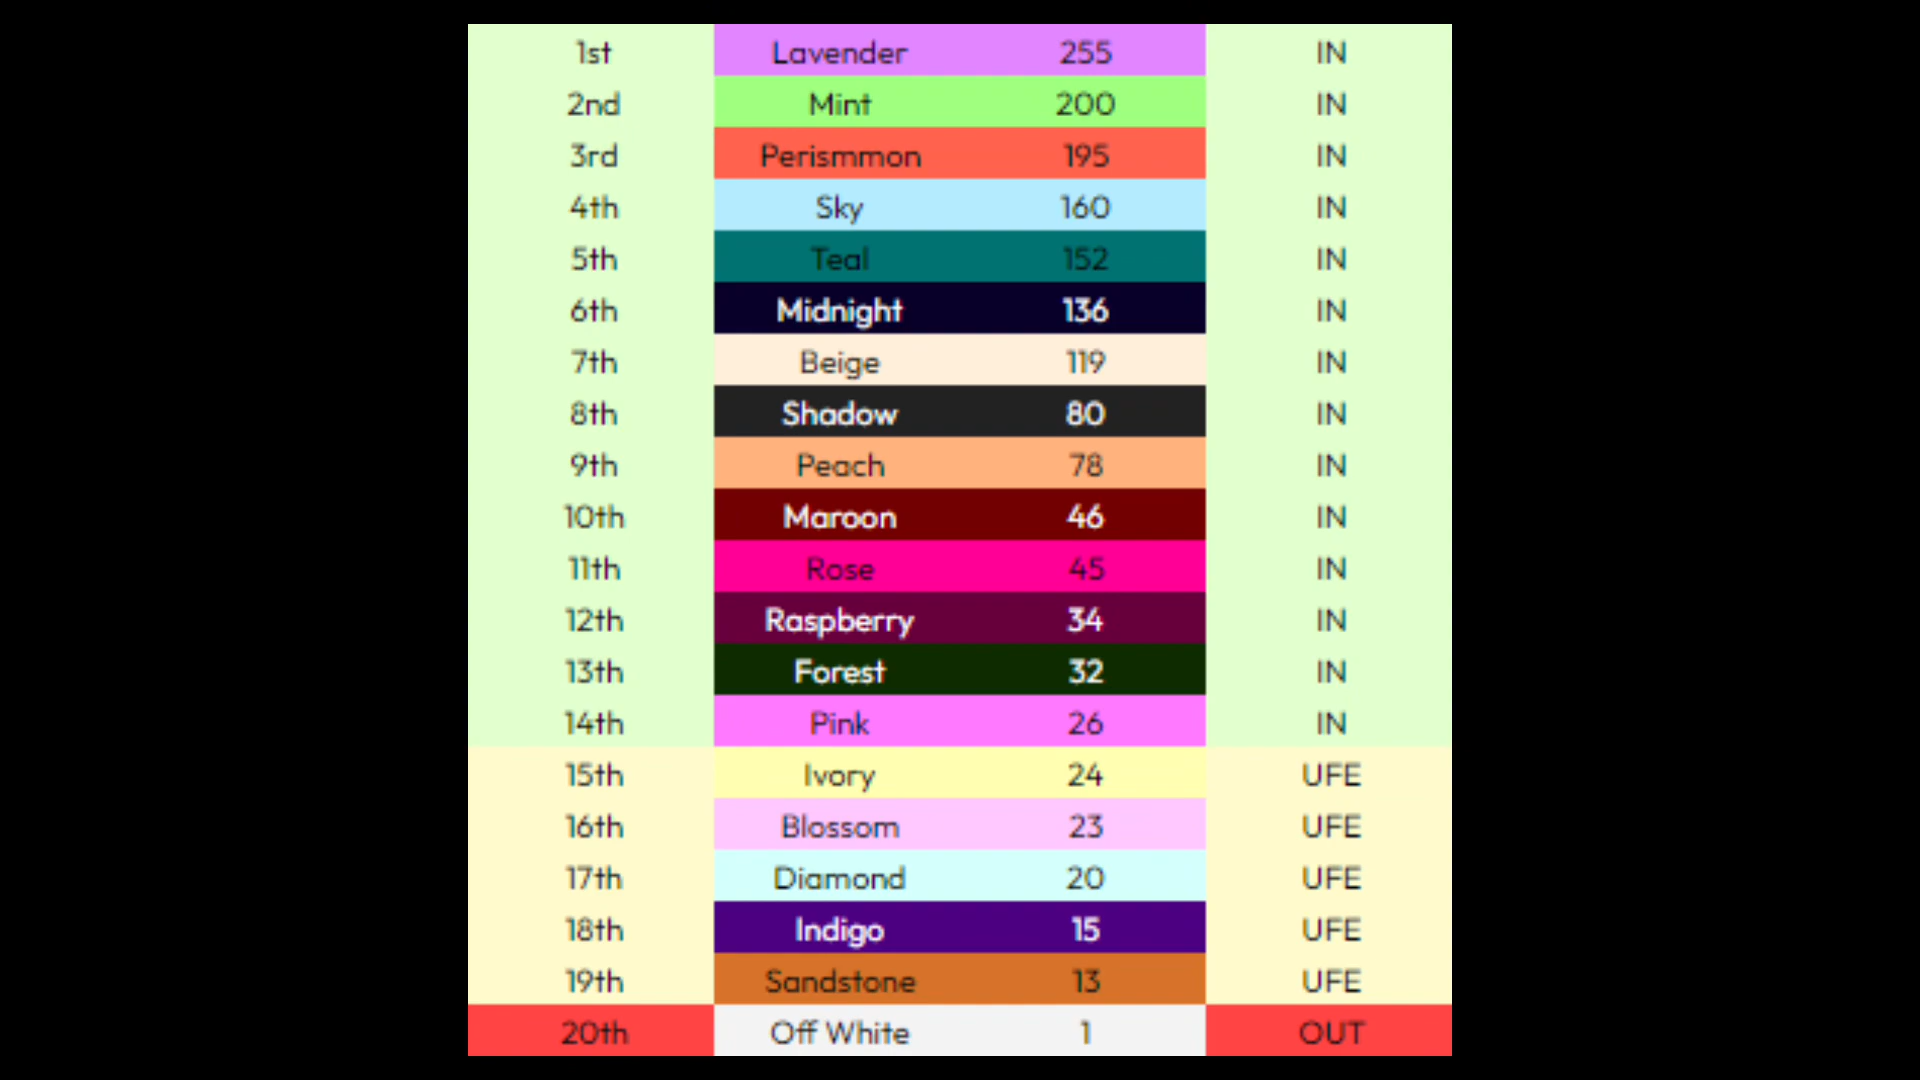 1st Lavender 255 IN
2nd Mint 200 IN
3rd Perismmon 195 IN
4th Sky 160 IN
5th Teal 152 IN
6th Midnight 136 IN
7th Beige 119 IN
8th Shadow 80 IN
9th Peach 78 IN
10th Maroon 46 IN
11th Rose 45 IN
12th Raspberry 34 IN
13th Forest 32 IN
14th Pink 26 IN
15th Ivory 24 UFE
16th Blossom 23 UFE
17th Diamond 20 UFE
18th Indigo 15 UFE
19th Sandstone 13 UFE
20th Off White 1 OUT